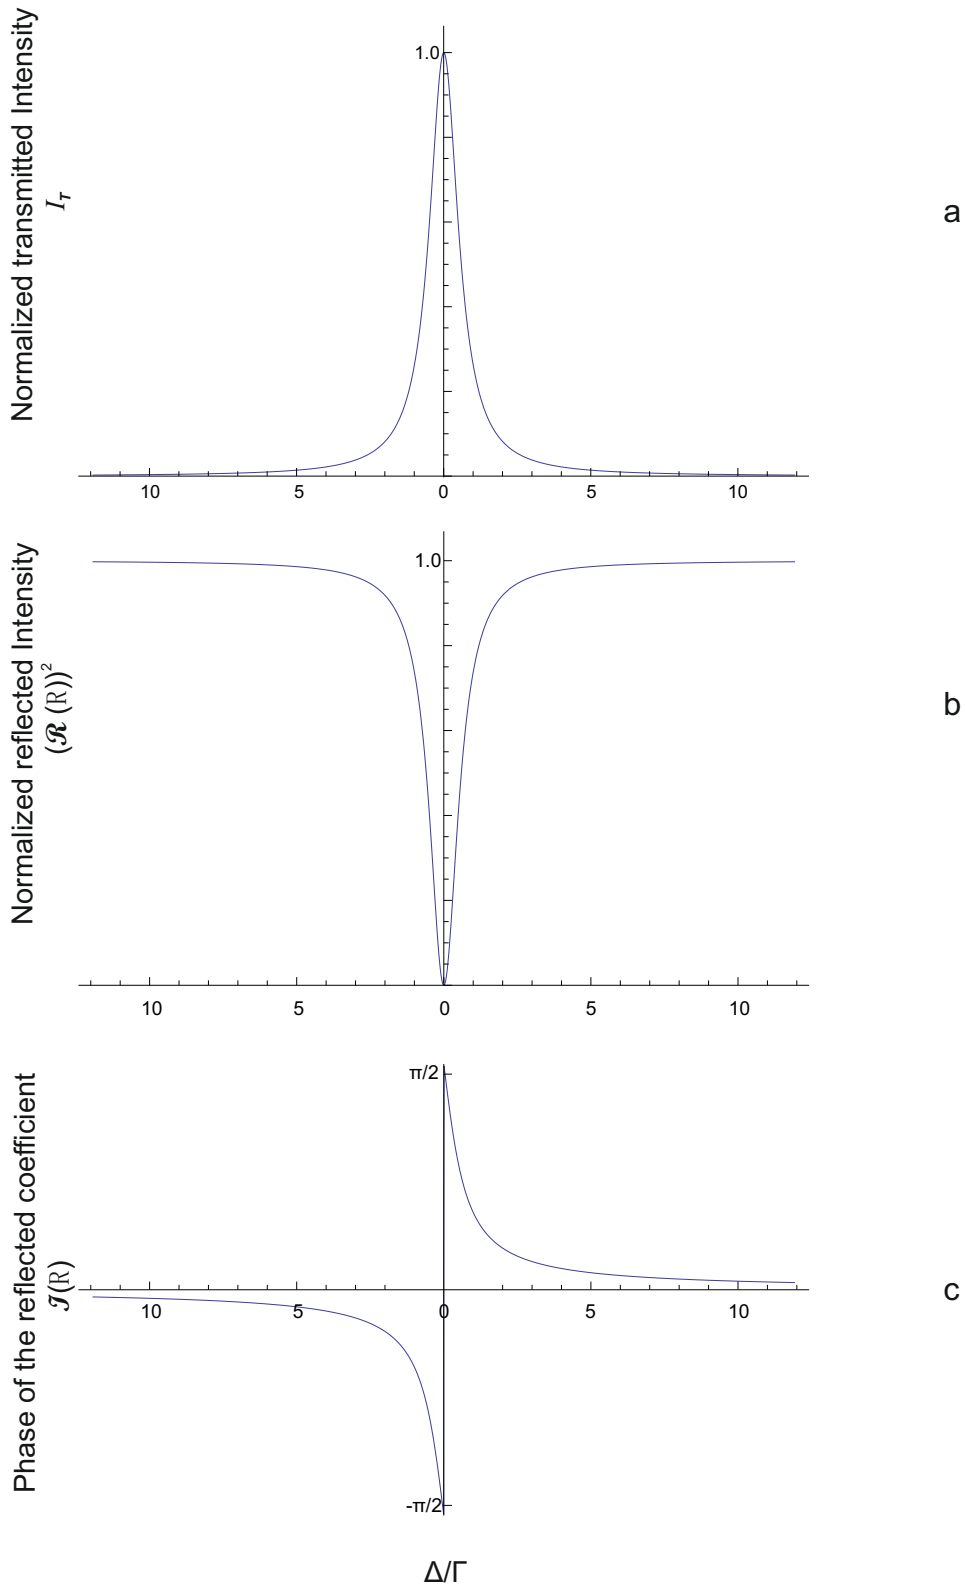 Normalized transmitted Intensity
I_T
1.0
10 5 0 5 10
a
Normalized reflected Intensity
(ℛ (R))²
1.0
10 5 0 5 10
b
Phase of the reflected coefficient
ℐ(R)
π/2
10 5 0 5 10
-π/2
c
Δ/Γ